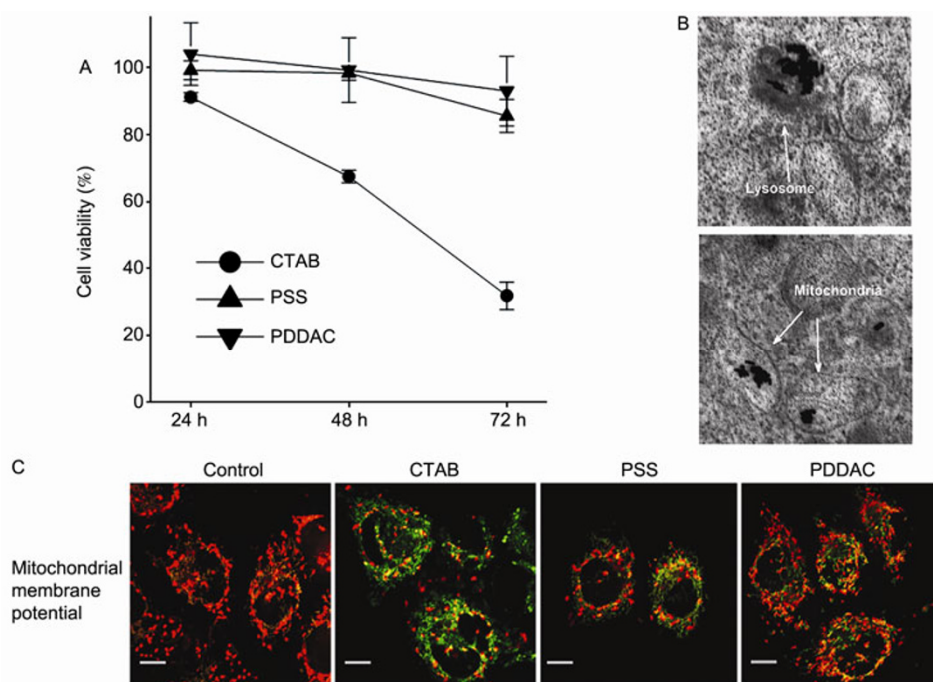 A
100
80
60
40
20
0
Cell viability (%)
CTAB
PSS
PDDAC
24 h
48 h
72 h
B
Lysosome
Mitochondria
C
Control
CTAB
PSS
PDDAC
Mitochondrial
membrane
potential